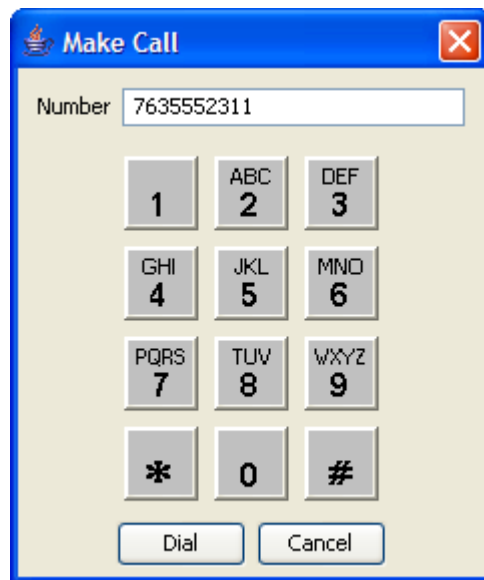 Make Call
Number 7635552311
ABC DEF
1 2 3
GHI JKL MNO
4 5 6
PQRS TUV WXYZ
7 8 9
* 0 #
Dial Cancel